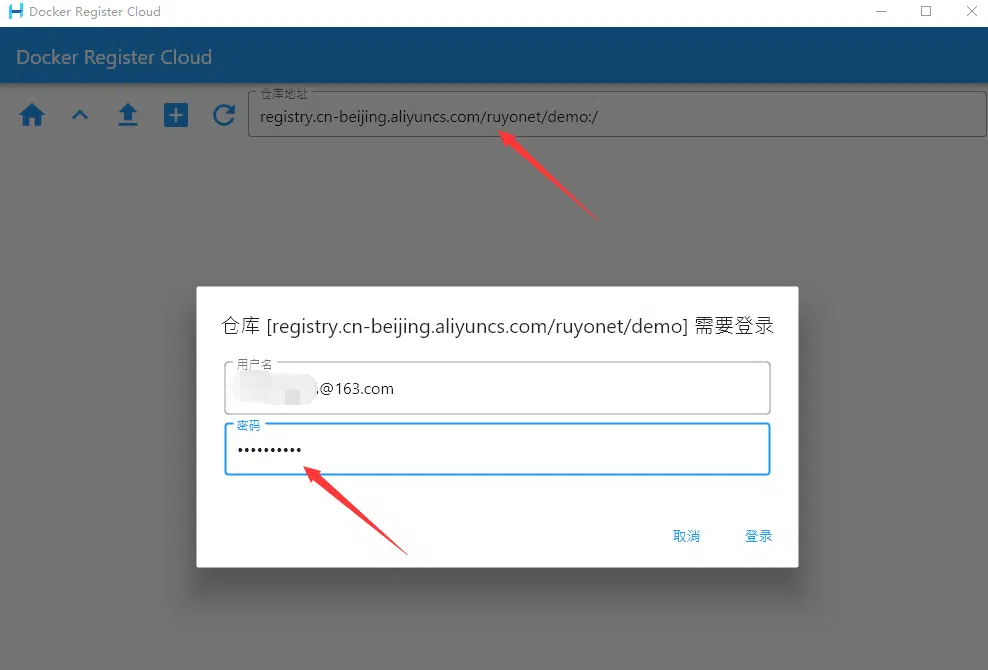 Docker Register Cloud
Docker Register Cloud
仓库地址
registry.cn-beijing.aliyuncs.com/ruyonet/demo:/
仓库 [registry.cn-beijing.aliyuncs.com/ruyonet/demo] 需要登录
用户名
@163.com
密码
••••••••••
取消 登录